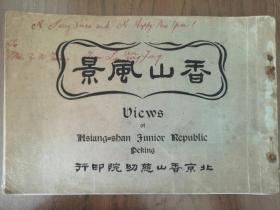 A Merry Xmas and A Happy New Year!
To
香山風景
Views
of
Hsiang=shan Junior Republic
Peking
北京香山慈幼院印行